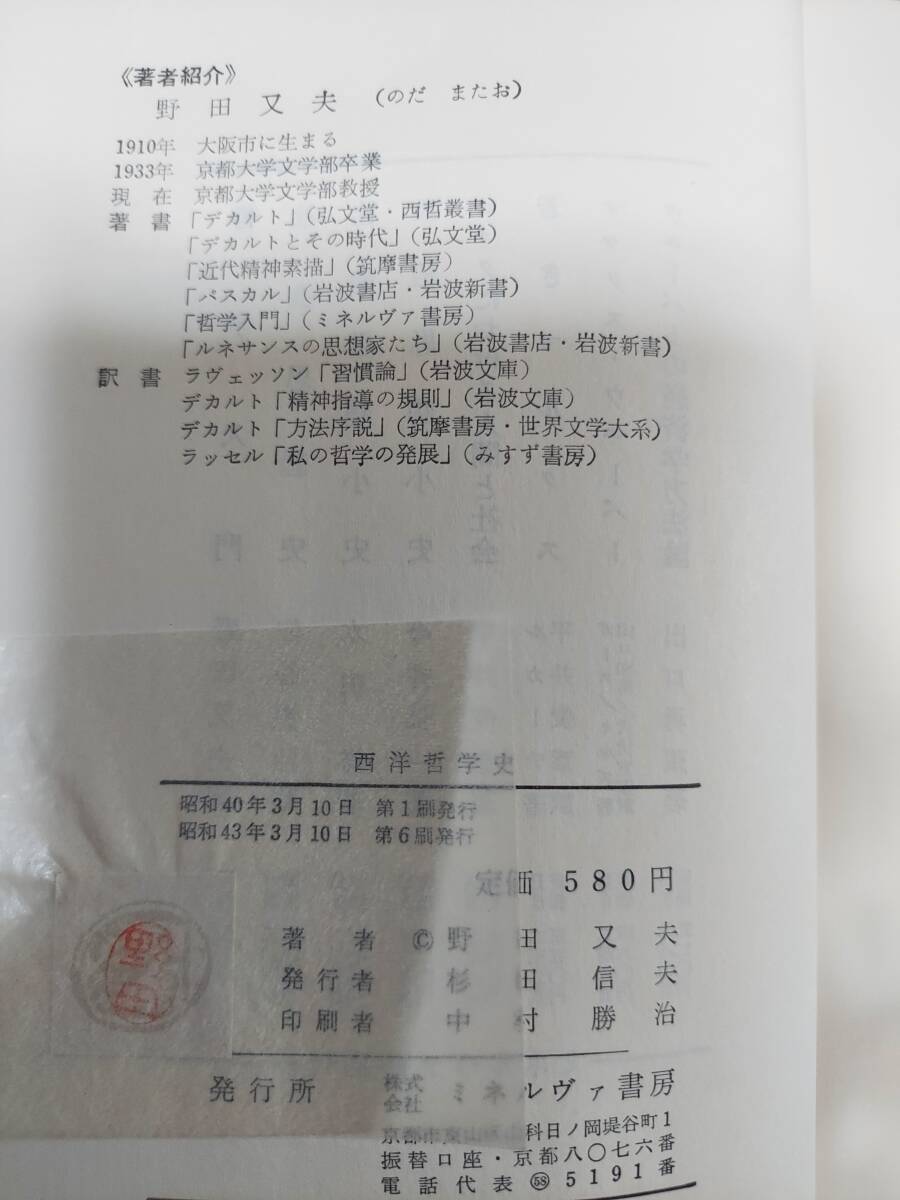 《著者紹介》
野田又夫 (のだ またお)
1910年 大阪市に生まる
1933年 京都大学文学部卒業
現在 京都大学文学部教授
著書 「デカルト」(弘文堂・西哲叢書)
「デカルトとその時代」(弘文堂)
「近代精神素描」(筑摩書房)
「パスカル」(岩波書店・岩波新書)
「哲学入門」(ミネルヴァ書房)
「ルネサンスの思想家たち」(岩波書店・岩波新書)
訳書 ラヴェッソン「習慣論」(岩波文庫)
デカルト「精神指導の規則」(岩波文庫)
デカルト「方法序説」(筑摩書房・世界文学大系)
ラッセル「私の哲学の発展」(みすず書房)
西洋哲学史
昭和40年3月10日 第1刷発行
昭和43年3月10日 第6刷発行
定価 580円
著者 ©野田又夫
発行者 杉田信夫
印刷者 中村勝治
発行所 株式会社 ミネルヴァ書房
京都市東山区山科日ノ岡堤谷町1
振替口座・京都八〇七六番
電話代表 58 5191番